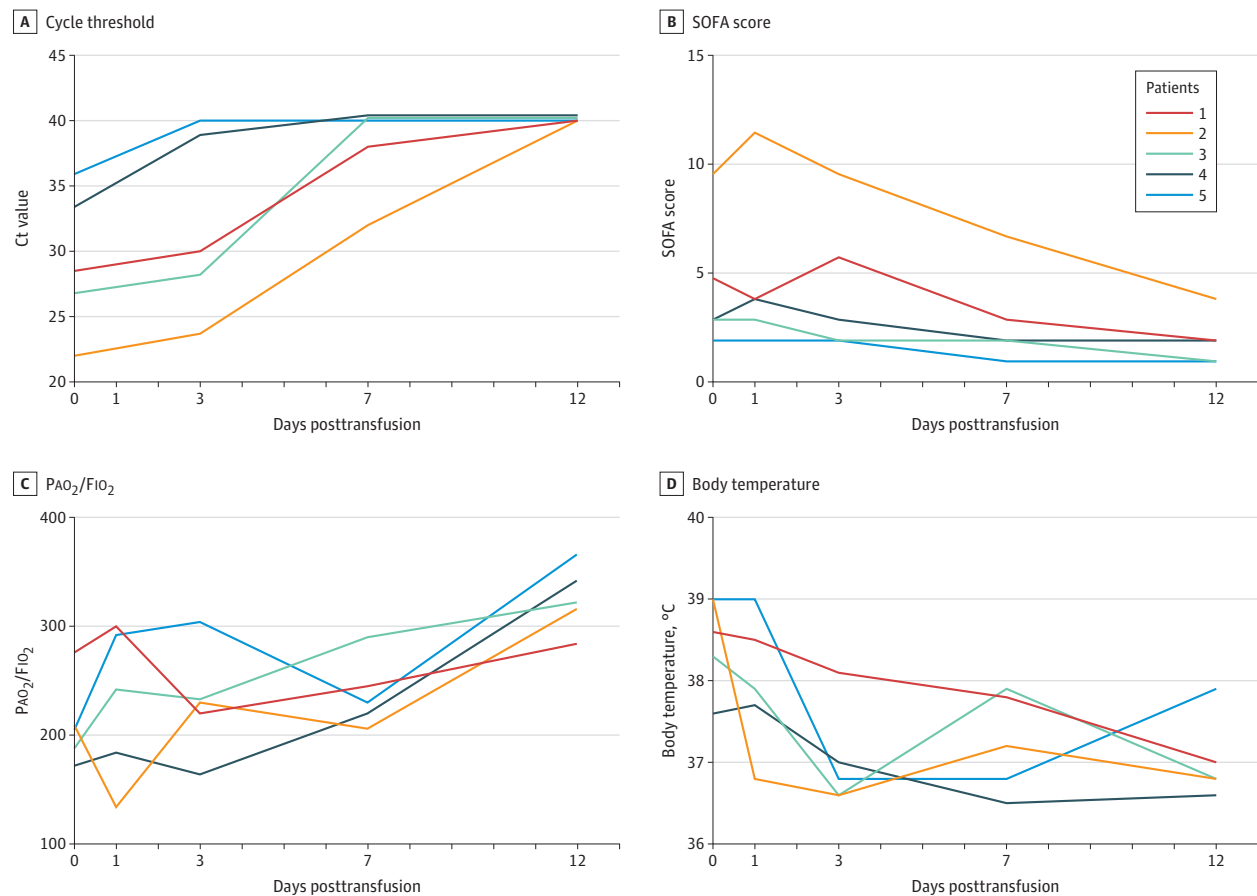 A Cycle threshold
45
40
35
30
25
20
Ct value
0 1 3 7 12
Days posttransfusion
B SOFA score
15
10
5
0
SOFA score
0 1 3 7 12
Days posttransfusion
Patients
1
2
3
4
5
C PAO₂/FIO₂
400
300
200
100
PAO₂/FIO₂
0 1 3 7 12
Days posttransfusion
D Body temperature
40
39
38
37
36
Body temperature, °C
0 1 3 7 12
Days posttransfusion